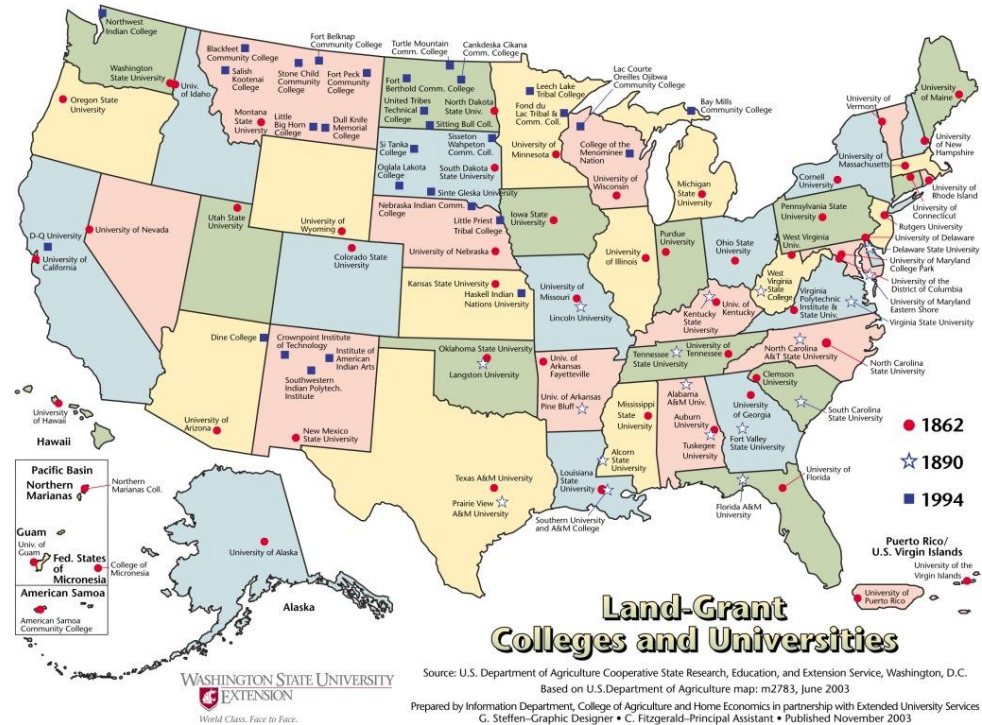 Northwest
Indian College
Washington
State University
Univ.
of Idaho
Oregon State
University
Blackfeet
Community College
Salish
Kootenai
College
Fort Belknap
Community College
Stone Child
Community
College
Fort Peck
Community
College
Montana
State
University
Little
Big Horn
College
Dull Knife
Memorial
College
Turtle Mountain
Comm. College
Cankdeska Cikana
Comm. College
Fort
Berthold Comm. College
United Tribes
Technical
College
North Dakota
State Univ.
Sitting Bull Coll.
Si Tanka
College
Sisseton
Wahpeton
Comm. Coll.
Oglala Lakota
College
South Dakota
State University
Sinte Gleska University
Nebraska Indian Comm.
College
Little Priest
Tribal College
University of Nebraska
Leech Lake
Tribal College
Fond du
Lac Tribal &
Comm. Coll.
University of
Minnesota
Lac Courte
Oreilles Ojibwa
Community College
College of the
Menominee
Nation
University of
Wisconsin
Bay Mills
Community College
Michigan
State
University
Iowa State
University
University
of Illinois
Purdue
University
Ohio State
University
D-Q University
University of
California
University of Nevada
Utah State
University
University of
Wyoming
Colorado State
University
Kansas State University
Haskell Indian
Nations University
University of
Missouri
Lincoln University
Kentucky
State
University
Univ. of
Kentucky
West
Virginia
State
College
Virginia
Polytechnic
Institute &
State Univ.
University of
Vermont
University
of Maine
University
of New
Hampshire
University of
Massachusetts
Cornell
University
University of
Rhode Island
University of
Connecticut
Rutgers University
Pennsylvania State
University
West Virginia
Univ.
University of Delaware
Delaware State University
University of Maryland
College Park
University of the
District of Columbia
University of Maryland
Eastern Shore
Virginia State University
Dine College
Crownpoint Institute
of Technology
Institute of
American
Indian Arts
Southwestern
Indian Polytech.
Institute
University of
Arizona
New Mexico
State University
Oklahoma State University
Langston University
Texas A&M University
Prairie View
A&M University
Univ. of
Arkansas
Fayetteville
Univ. of Arkansas
Pine Bluff
Tennessee
State University
University of
Tennessee
North Carolina
A&T State University
North Carolina
State University
Clemson
University
South Carolina
State University
Mississippi
State
University
Alabama
A&M Univ.
Auburn
University
Tuskegee
University
University
of Georgia
Fort Valley
State
University
Alcorn
State
University
Louisiana
State
University
Southern University
and A&M College
Florida A&M
University
University of
Florida
University
of Hawaii
Hawaii
Pacific Basin
Northern
Marianas
Northern
Marianas Coll.
Guam
Univ. of
Guam
Fed. States
of
Micronesia
College of
Micronesia
American Samoa
American Samoa
Community College
University of Alaska
Alaska
1862
1890
1994
Puerto Rico/
U.S. Virgin Islands
University of the
Virgin Islands
University of
Puerto Rico
Land-Grant
Colleges and Universities
WASHINGTON STATE UNIVERSITY
EXTENSION
World Class. Face to Face.
Source: U.S. Department of Agriculture Cooperative State Research, Education, and Extension Service, Washington, D.C.
Based on U.S.Department of Agriculture map: m2783, June 2003
Prepared by Information Department, College of Agriculture and Home Economics in partnership with Extended University Services
G. Steffen–Graphic Designer • C. Fitzgerald–Principal Assistant • Published November 2009